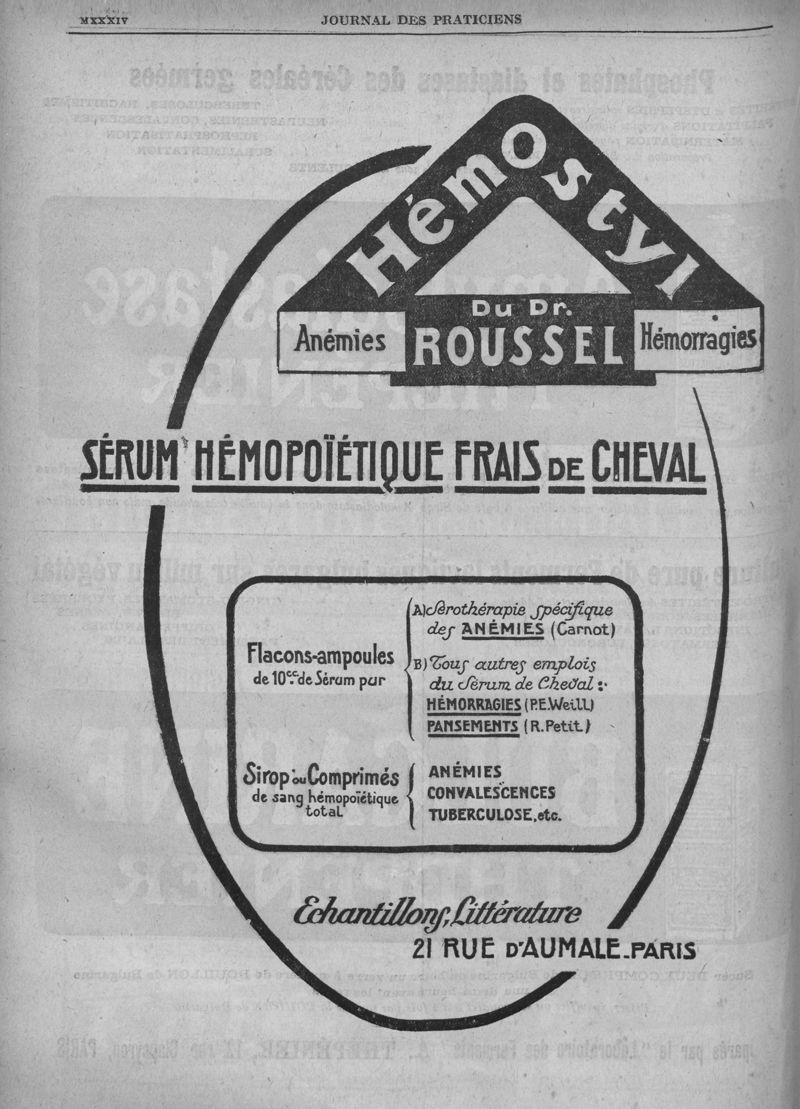 MXXXIV
JOURNAL DES PRATICIENS
HémOstyl
Du Dr.
Anémies ROUSSEL Hémorragies
SÉRUM HÉMOPOÏÉTIQUE FRAIS DE CHEVAL
Flacons-ampoules
de 10cc. de Sérum pur
A) Sérothérapie spécifique
des ANÉMIES (Carnot)
B) Tous autres emplois
du Sérum de Cheval :
HÉMORRAGIES (P.E.Weill)
PANSEMENTS (R.Petit)
Sirop ou Comprimés
de sang hémopoïétique
total
ANÉMIES
CONVALESCENCES
TUBERCULOSE, etc.
Echantillons, Littérature
21 RUE D'AUMALE_PARIS